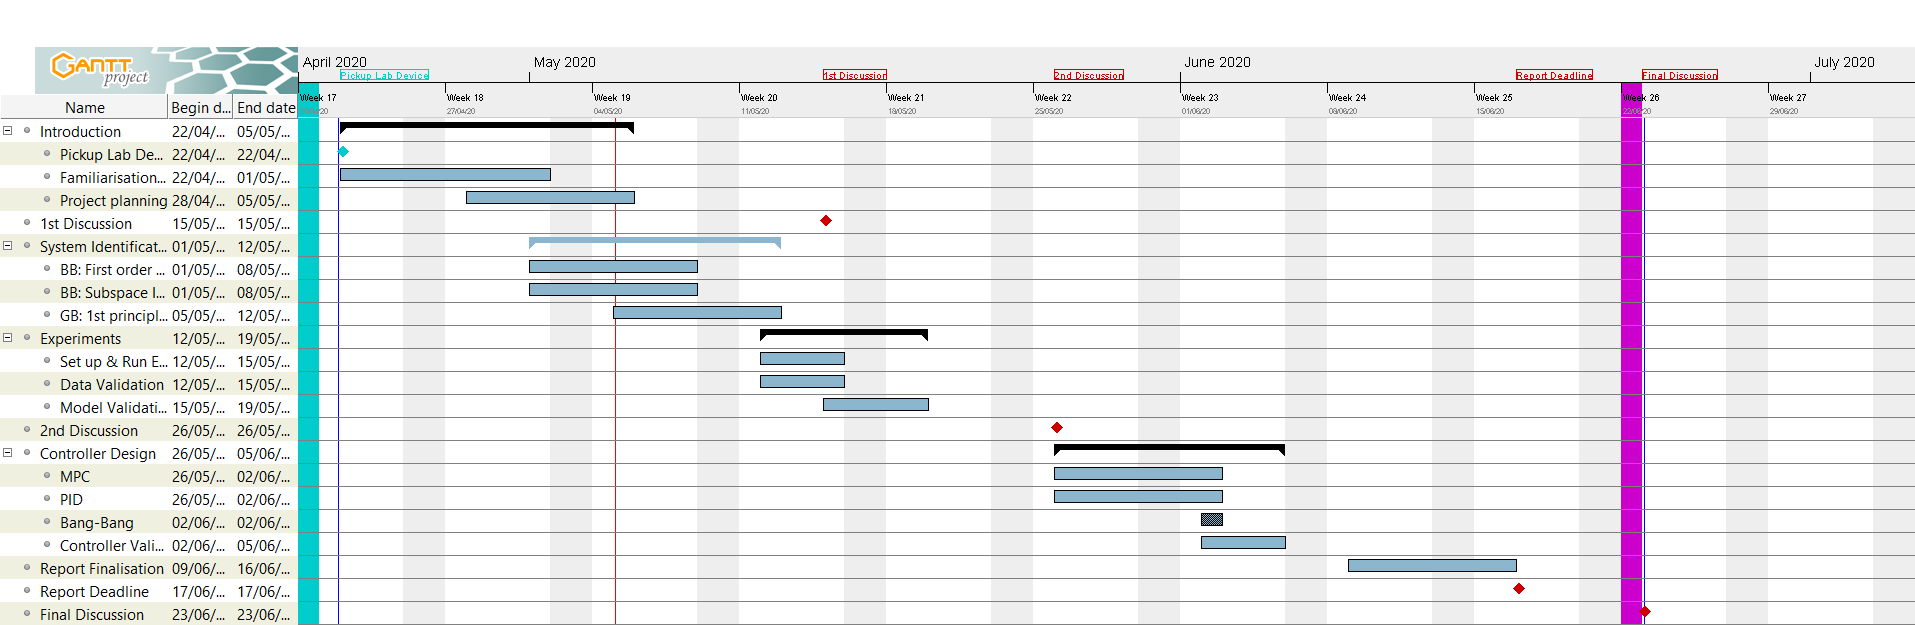 GANTT
project
April 2020 May 2020 June 2020 July 2020
Pickup Lab Device 1st Discussion 2nd Discussion Report Deadline Final Discussion
Week 17 Week 18 Week 19 Week 20 Week 21 Week 22 Week 23 Week 24 Week 25 Week 26 Week 27
27/04/20 04/05/20 11/05/20 18/05/20 25/05/20 01/06/20 15/06/20 29/06/20
Name Begin d... End date
Introduction 22/04/... 05/05/...
Pickup Lab De... 22/04/... 22/04/...
Familiarisation... 22/04/... 01/05/...
Project planning 28/04/... 05/05/...
1st Discussion 15/05/... 15/05/...
System Identificat... 01/05/... 12/05/...
BB: First order ... 01/05/... 08/05/...
BB: Subspace I... 01/05/... 08/05/...
GB: 1st principl... 05/05/... 12/05/...
Experiments 12/05/... 19/05/...
Set up & Run E... 12/05/... 15/05/...
Data Validation 12/05/... 15/05/...
Model Validati... 15/05/... 19/05/...
2nd Discussion 26/05/... 26/05/...
Controller Design 26/05/... 05/06/...
MPC 26/05/... 02/06/...
PID 26/05/... 02/06/...
Bang-Bang 02/06/... 02/06/...
Controller Vali... 02/06/... 05/06/...
Report Finalisation 09/06/... 16/06/...
Report Deadline 17/06/... 17/06/...
Final Discussion 23/06/... 23/06/...